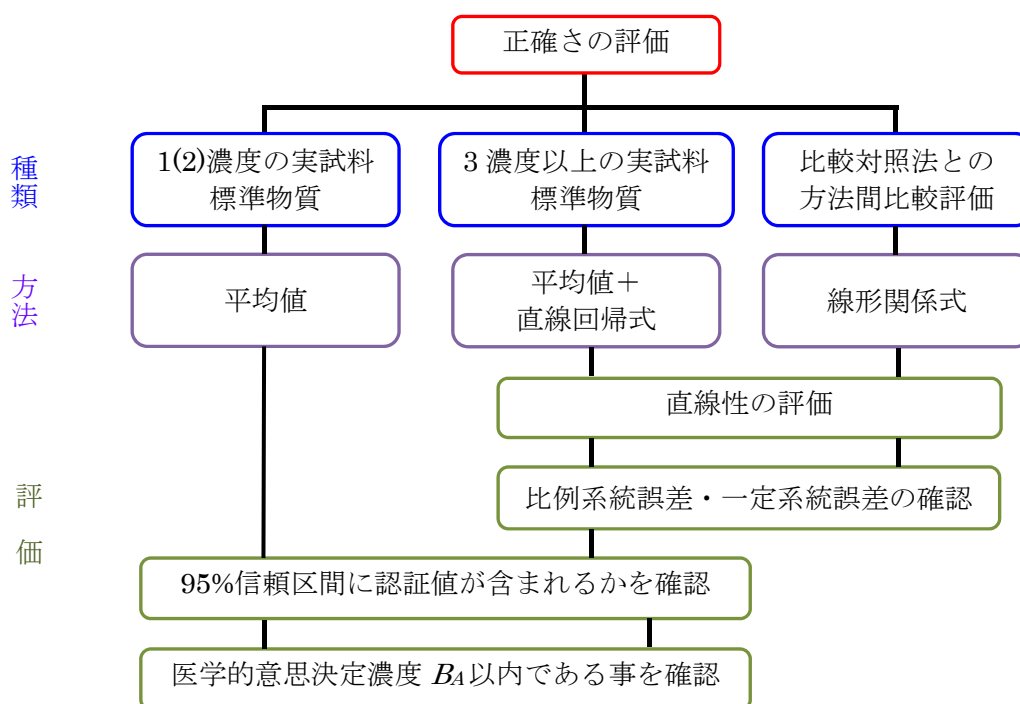 正確さの評価
種類
1(2)濃度の実試料
標準物質
3 濃度以上の実試料
標準物質
比較対照法との
方法間比較評価
方法
平均値
平均値＋
直線回帰式
線形関係式
直線性の評価
評価
比例系統誤差・一定系統誤差の確認
95%信頼区間に認証値が含まれるかを確認
医学的意思決定濃度 BA 以内である事を確認